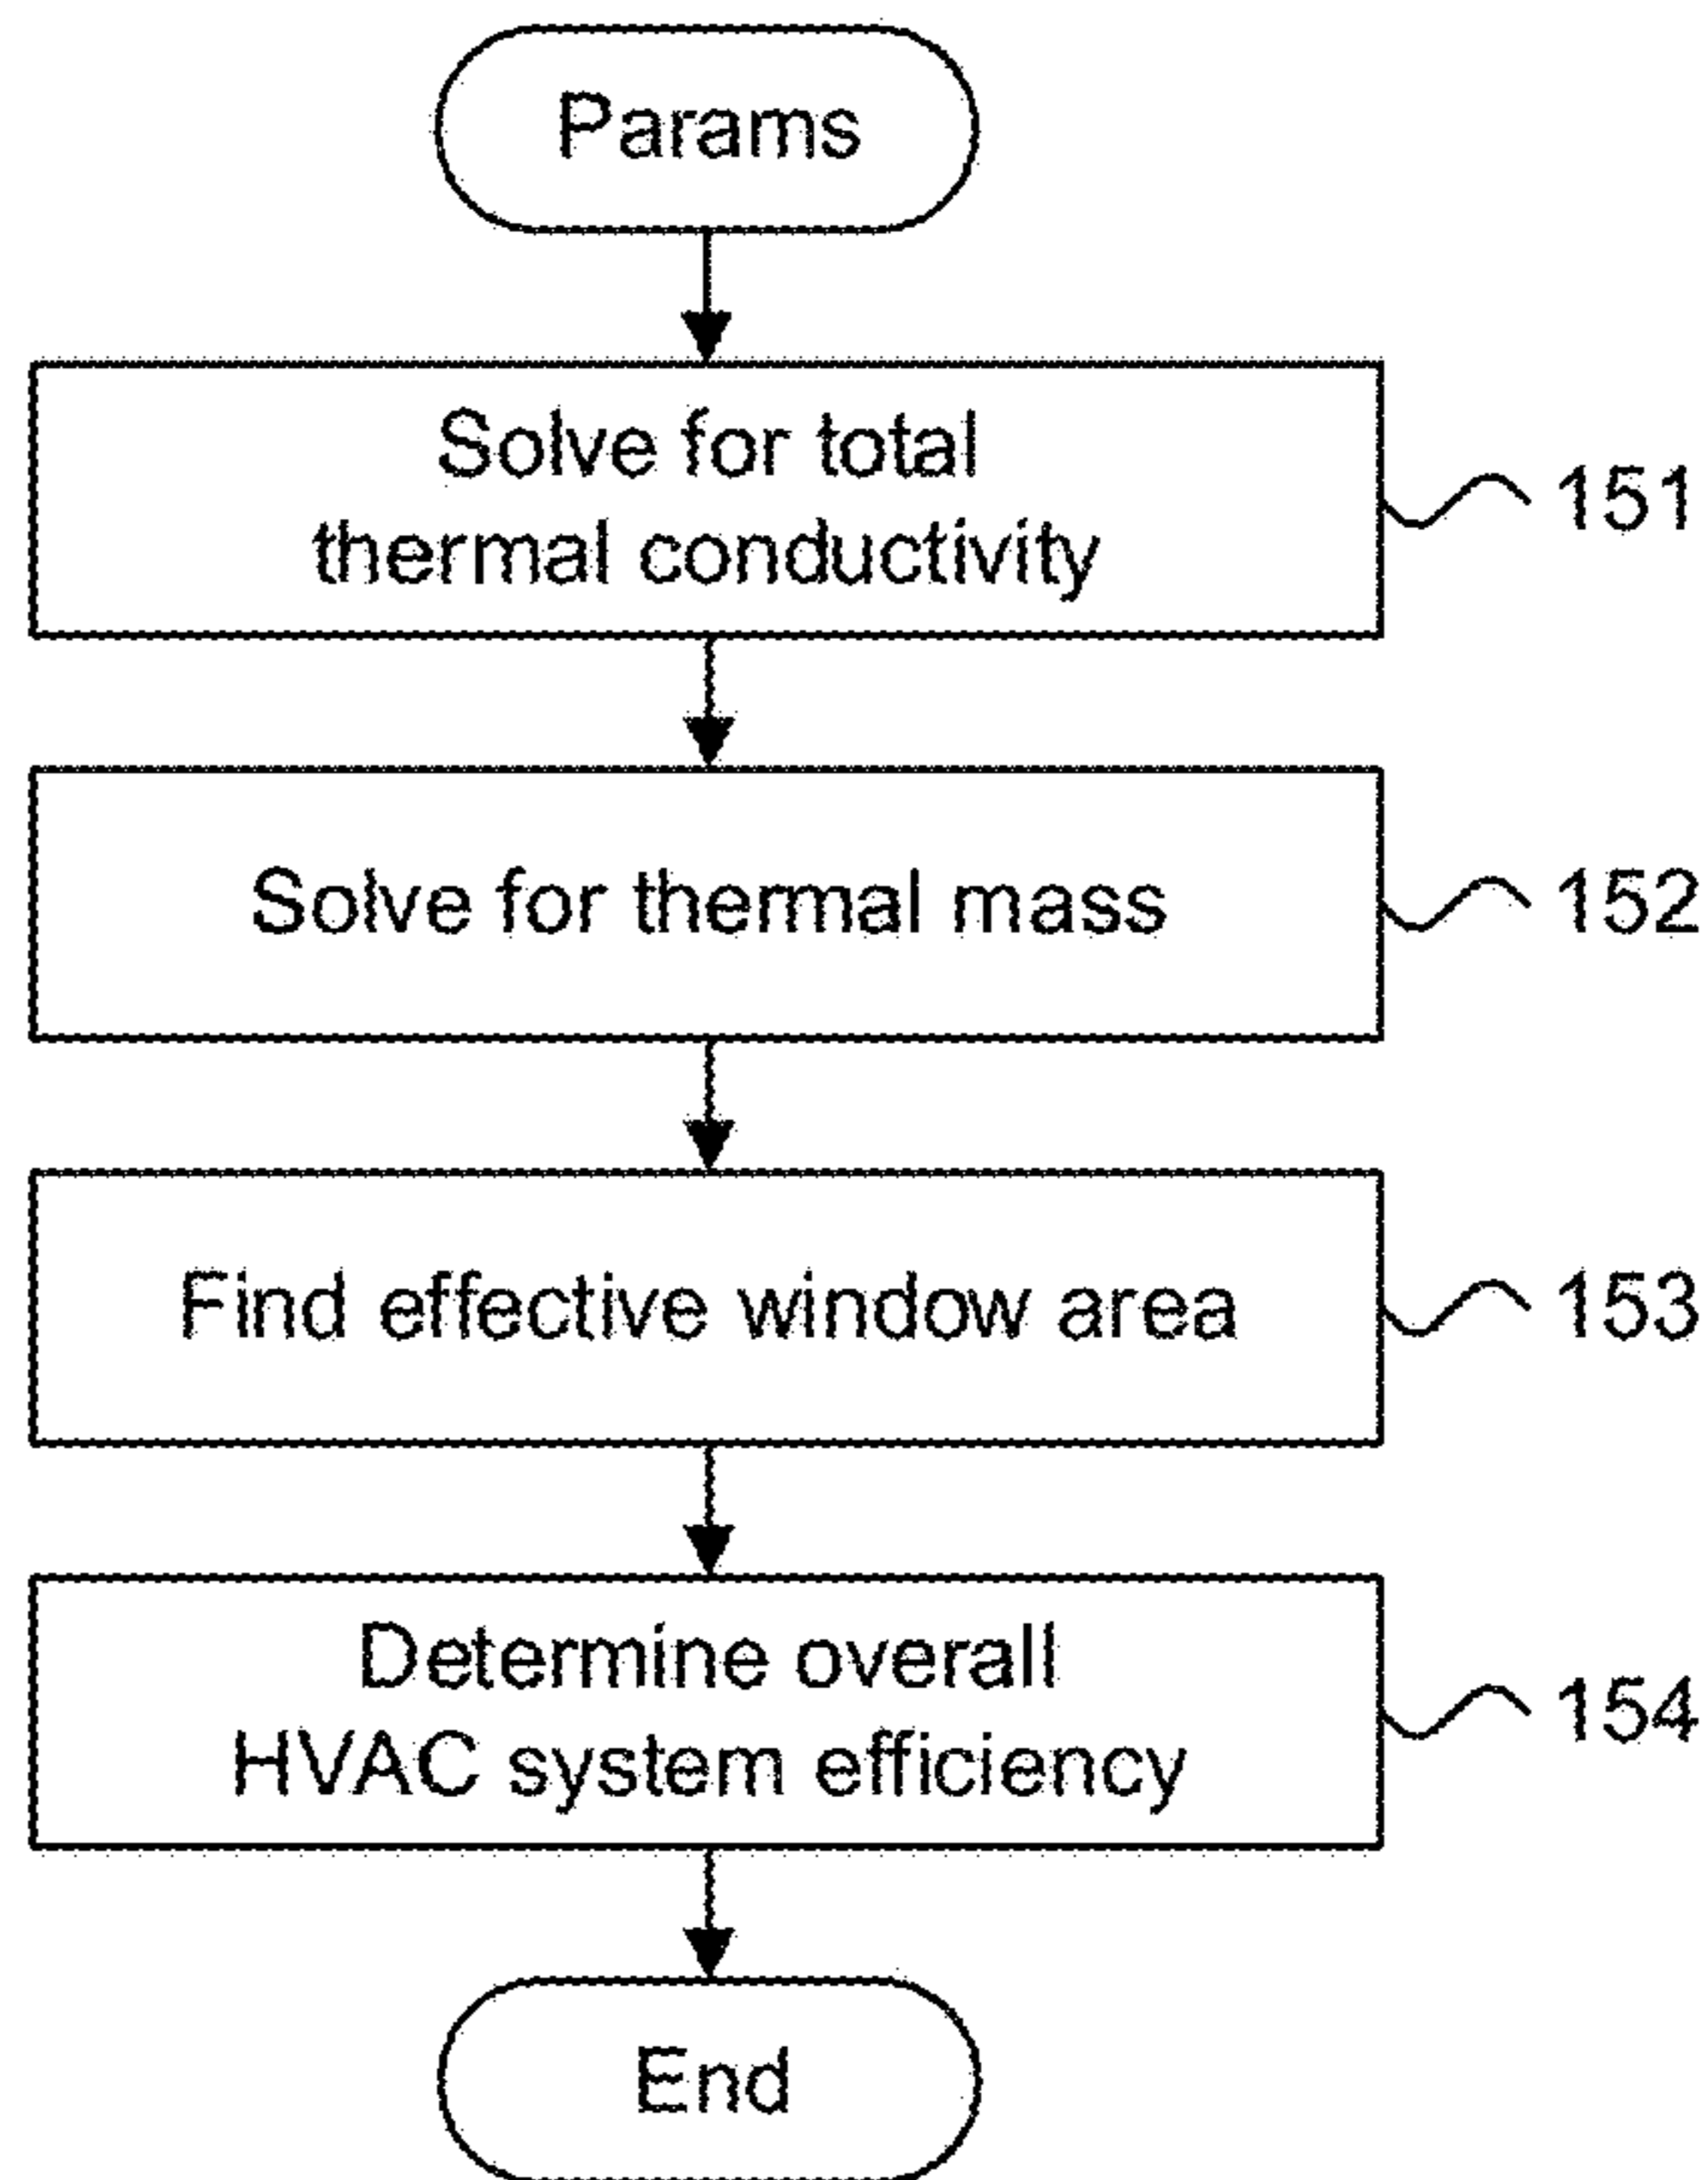 Params
Solve for total
thermal conductivity
151
Solve for thermal mass
152
Find effective window area
153
Determine overall
HVAC system efficiency
154
End